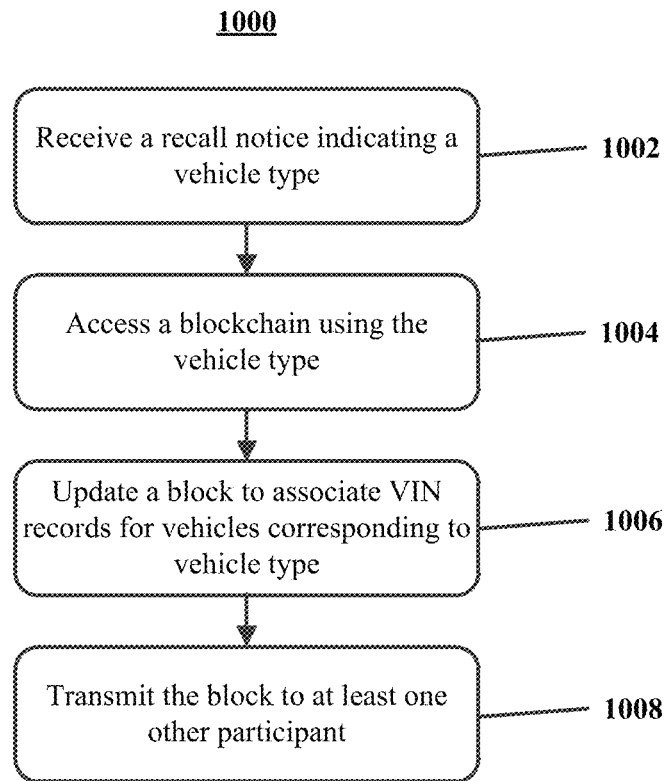 1000
Receive a recall notice indicating a
vehicle type
1002
Access a blockchain using the
vehicle type
1004
Update a block to associate VIN
records for vehicles corresponding to
vehicle type
1006
Transmit the block to at least one
other participant
1008